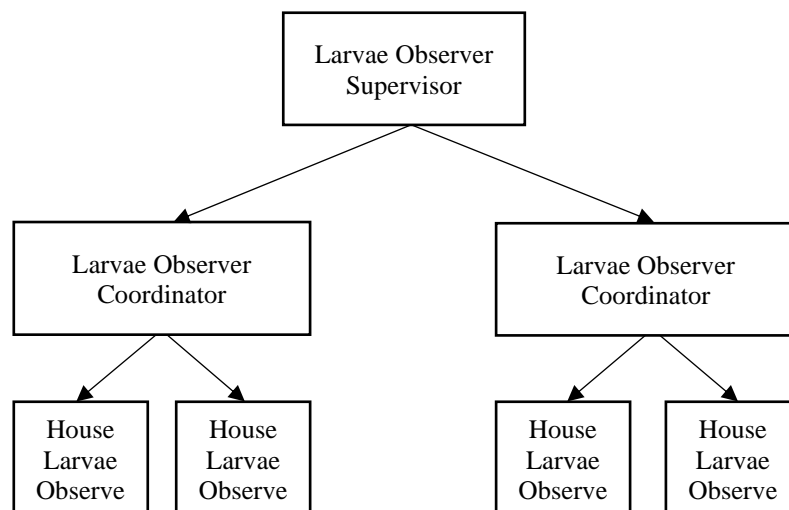 Larvae Observer
Supervisor
Larvae Observer
Coordinator
Larvae Observer
Coordinator
House
Larvae
Observe
House
Larvae
Observe
House
Larvae
Observe
House
Larvae
Observe